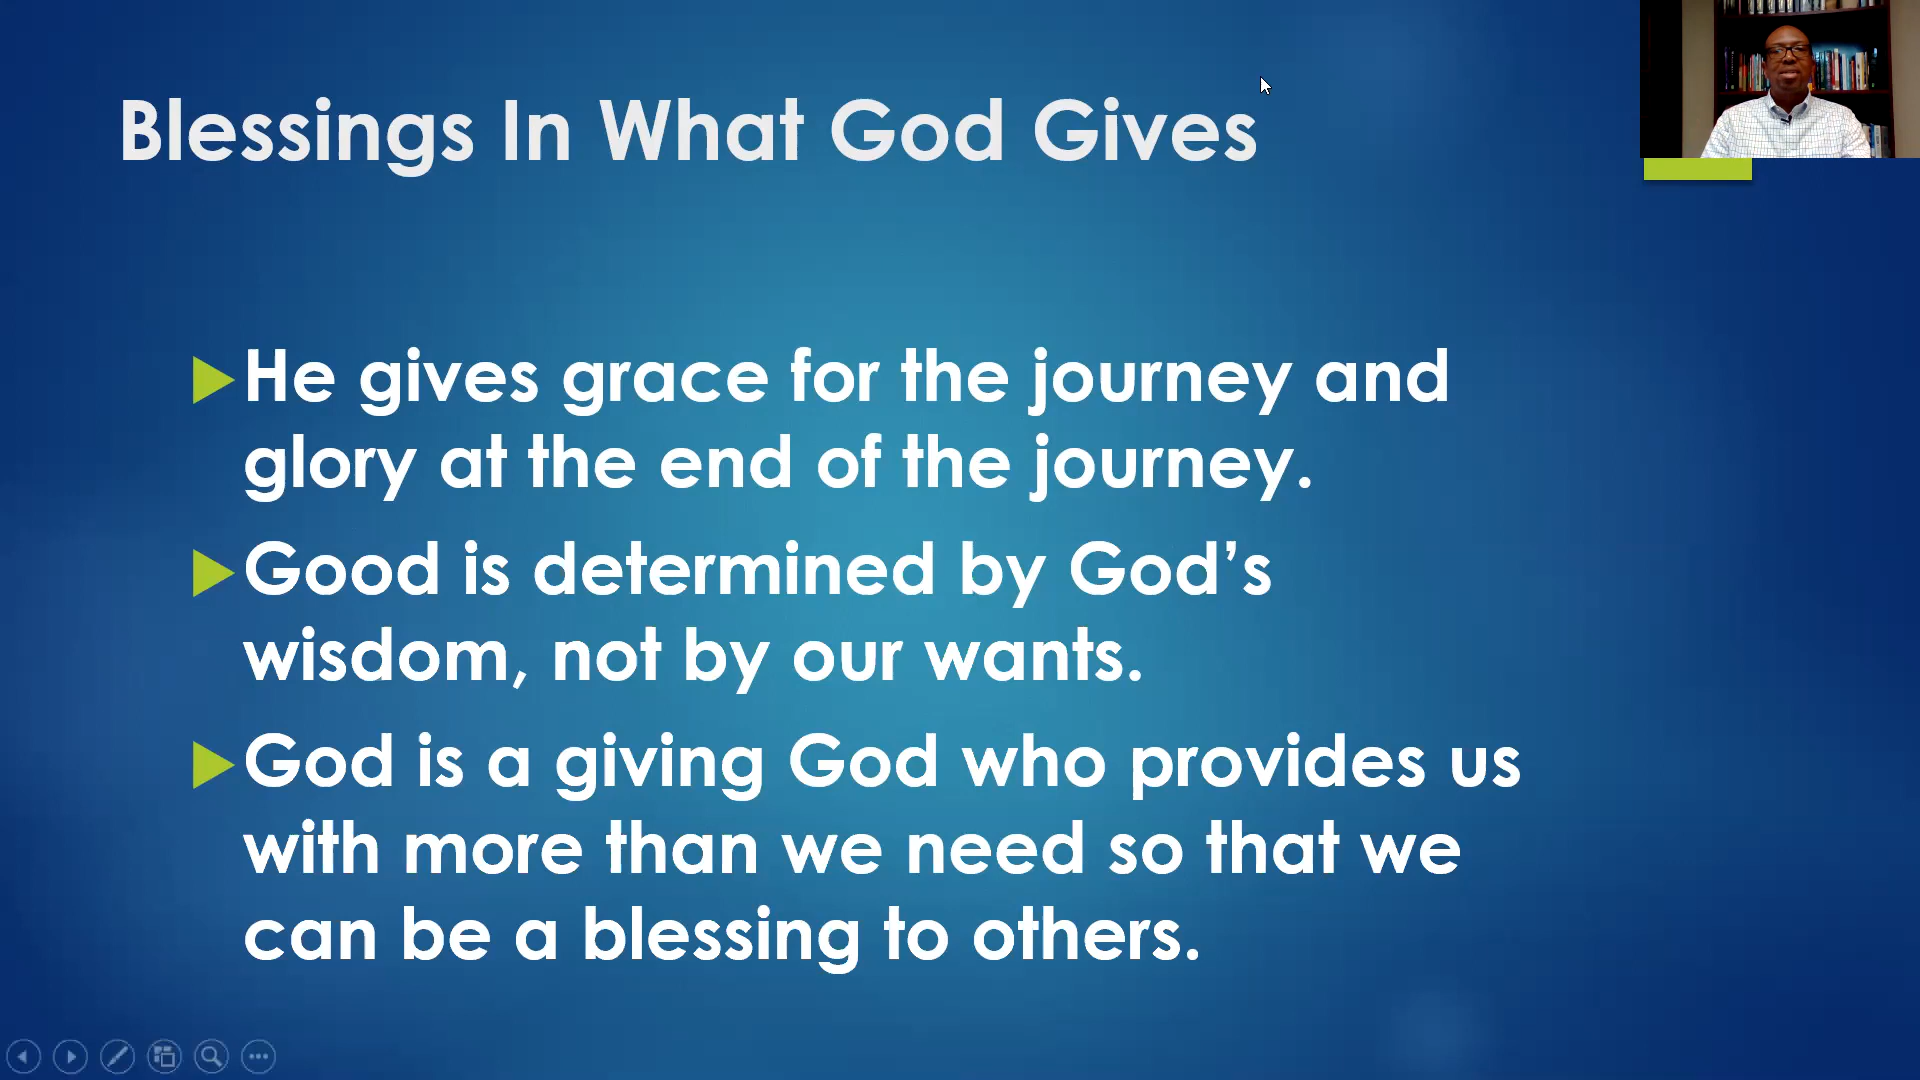 Blessings In What God Gives
He gives grace for the journey and
glory at the end of the journey.
Good is determined by God’s
wisdom, not by our wants.
God is a giving God who provides us
with more than we need so that we
can be a blessing to others.